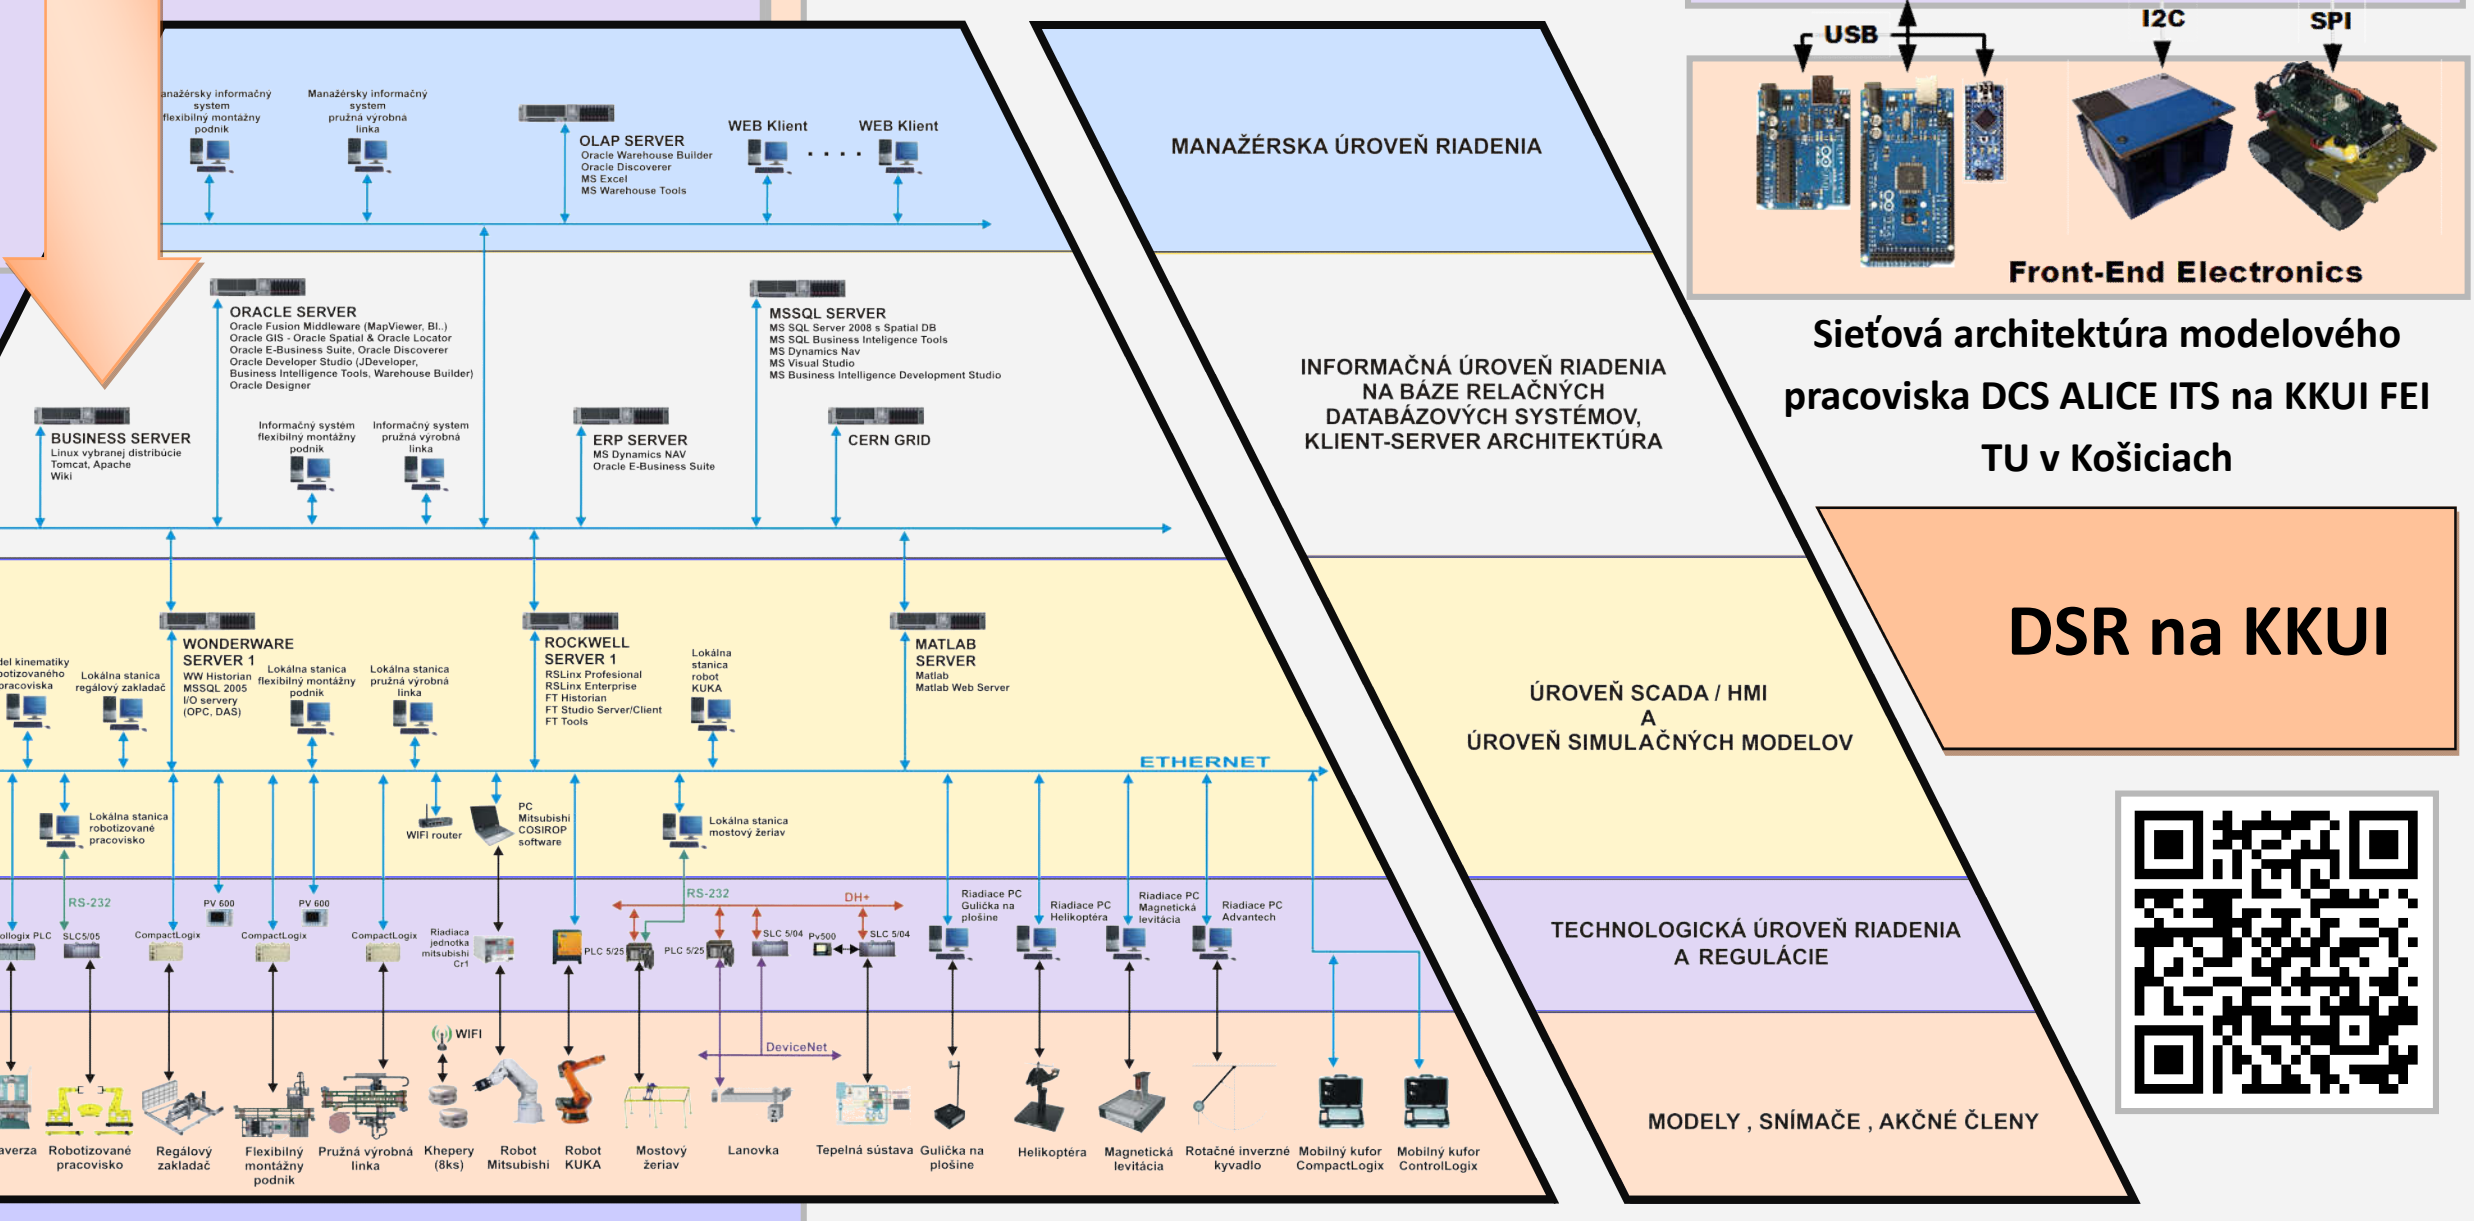 anažérsky informačný
system
flexibilný montážny
podnik
Manažérsky informačný
system
pružná výrobná
linka
OLAP SERVER
Oracle Warehouse Builder
Oracle Discoverer
MS Excel
MS Warehouse Tools
WEB Klient
. . . .
WEB Klient
ORACLE SERVER
Oracle Fusion Middleware (MapViewer, BI..)
Oracle GIS - Oracle Spatial & Oracle Locator
Oracle E-Business Suite, Oracle Discoverer
Oracle Developer Studio (JDeveloper,
Business Intelligence Tools, Warehouse Builder)
Oracle Designer
MSSQL SERVER
MS SQL Server 2008 s Spatial DB
MS SQL Business Inteligence Tools
MS Dynamics Nav
MS Visual Studio
MS Business Intelligence Development Studio
BUSINESS SERVER
Linux vybranej distribúcie
Tomcat, Apache
Wiki
Informačný systém
flexibilný montážny
podnik
Informačný system
pružná výrobná
linka
ERP SERVER
MS Dynamics NAV
Oracle E-Business Suite
CERN GRID
del kinematíky
botizovaného
pracoviska
Lokálna stanica
regálový zakladač
WONDERWARE
SERVER 1
WW Historian
MSSQL 2005
I/O servery
(OPC, DAS)
Lokálna stanica
flexibilný montážny
podnik
Lokálna stanica
pružná výrobná
linka
ROCKWELL
SERVER 1
RSLinx Profesional
RSLinx Enterprise
FT Historian
FT Studio Server/Client
FT Tools
Lokálna
stanica
robot
KUKA
MATLAB
SERVER
Matlab
Matlab Web Server
ETHERNET
Lokálna stanica
robotizované
pracovisko
WIFI router
PC
Mitsubishi
COSIROP
software
Lokálna stanica
mostový žeriav
RS-232
PV 600
PV 600
RS-232
DH+
ollogix PLC
SLC5/05
CompactLogix
CompactLogix
CompactLogix
Riadiaca
jednotka
mitsubishi
Cr1
PLC 5/25
PLC 5/25
SLC 5/04
Pv500
SLC 5/04
Riadiace PC
Gulička na
plošine
Riadiace PC
Helikoptéra
Riadiace PC
Magnetická
levitácia
Riadiace PC
Advantech
WIFI
DeviceNet
Z
averza
Robotizované
pracovisko
Regálový
zakladač
Flexibilný
montážny
podnik
Pružná výrobná
linka
Khepery
(8ks)
Robot
Mitsubishi
Robot
KUKA
Mostový
žeriav
Lanovka
Tepelná sústava
Gulička na
plošine
Helikoptéra
Magnetická
levitácia
Rotačné inverzné
kyvadlo
Mobilný kufor
CompactLogix
Mobilný kufor
ControlLogix
MANAŽÉRSKA ÚROVEŇ RIADENIA
INFORMAČNÁ ÚROVEŇ RIADENIA
NA BÁZE RELAČNÝCH
DATABÁZOVÝCH SYSTÉMOV,
KLIENT-SERVER ARCHITEKTÚRA
ÚROVEŇ SCADA / HMI
A
ÚROVEŇ SIMULAČNÝCH MODELOV
TECHNOLOGICKÁ ÚROVEŇ RIADENIA
A REGULÁCIE
MODELY , SNÍMAČE , AKČNÉ ČLENY
USB
I2C
SPI
Front-End Electronics
Sieťová architektúra modelového
pracoviska DCS ALICE ITS na KKUI FEI
TU v Košiciach
DSR na KKUI